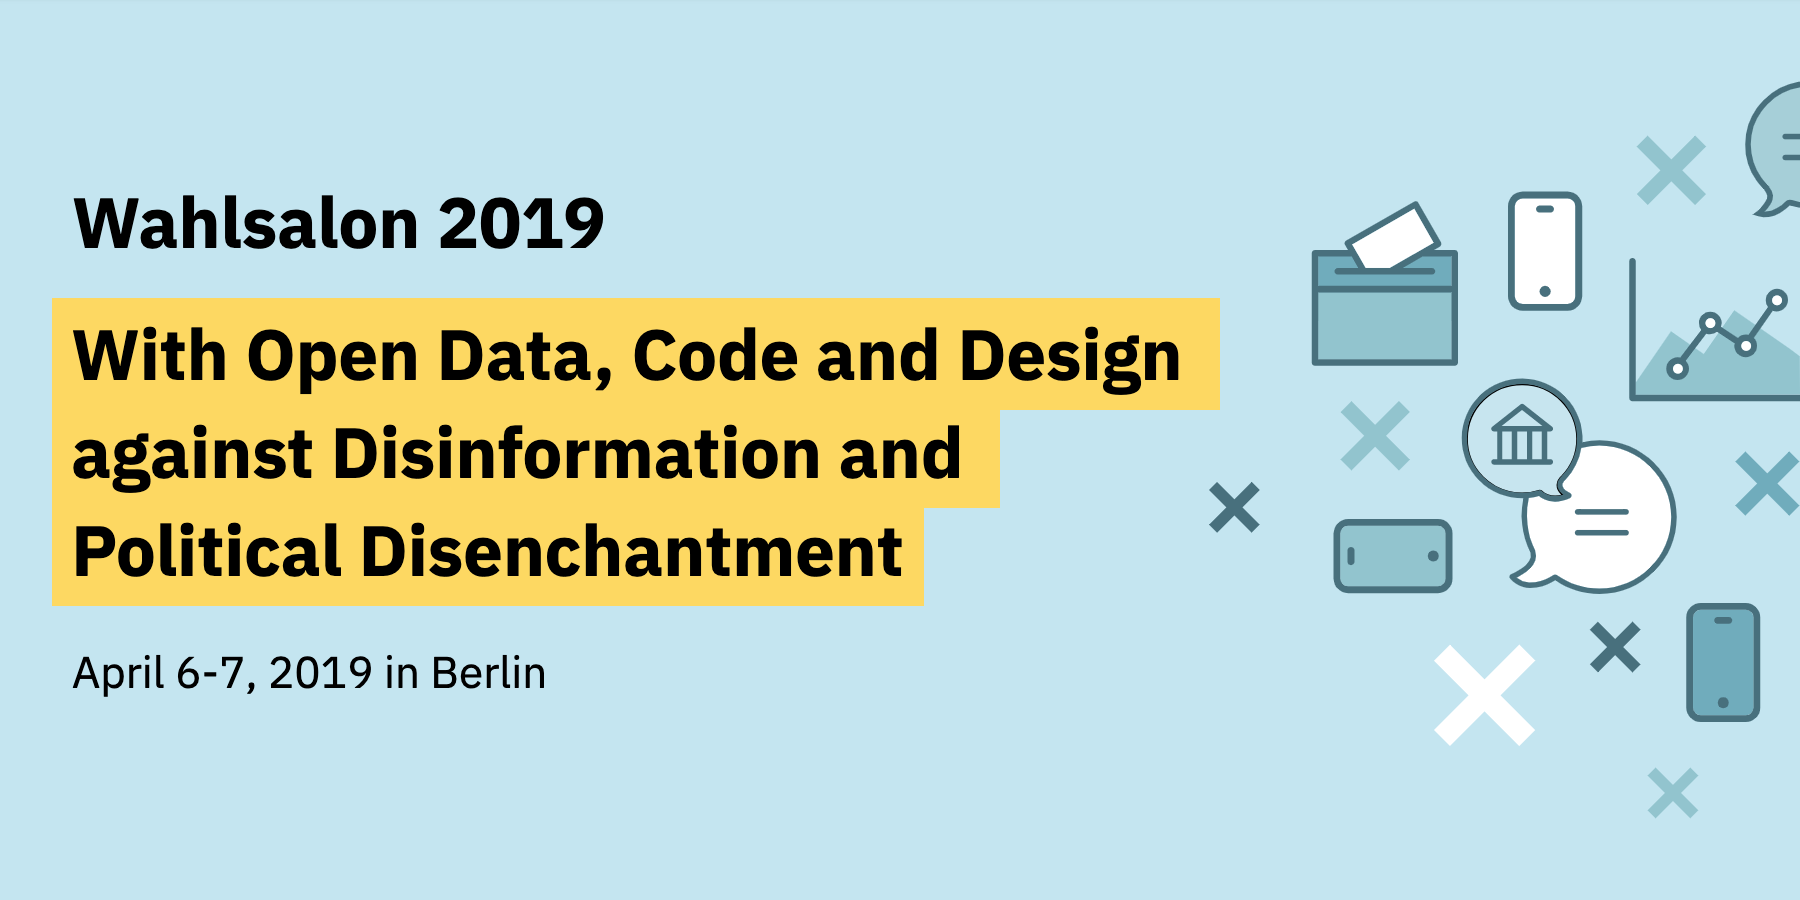 Wahlsalon 2019
With Open Data, Code and Design
against Disinformation and
Political Disenchantment
April 6-7, 2019 in Berlin